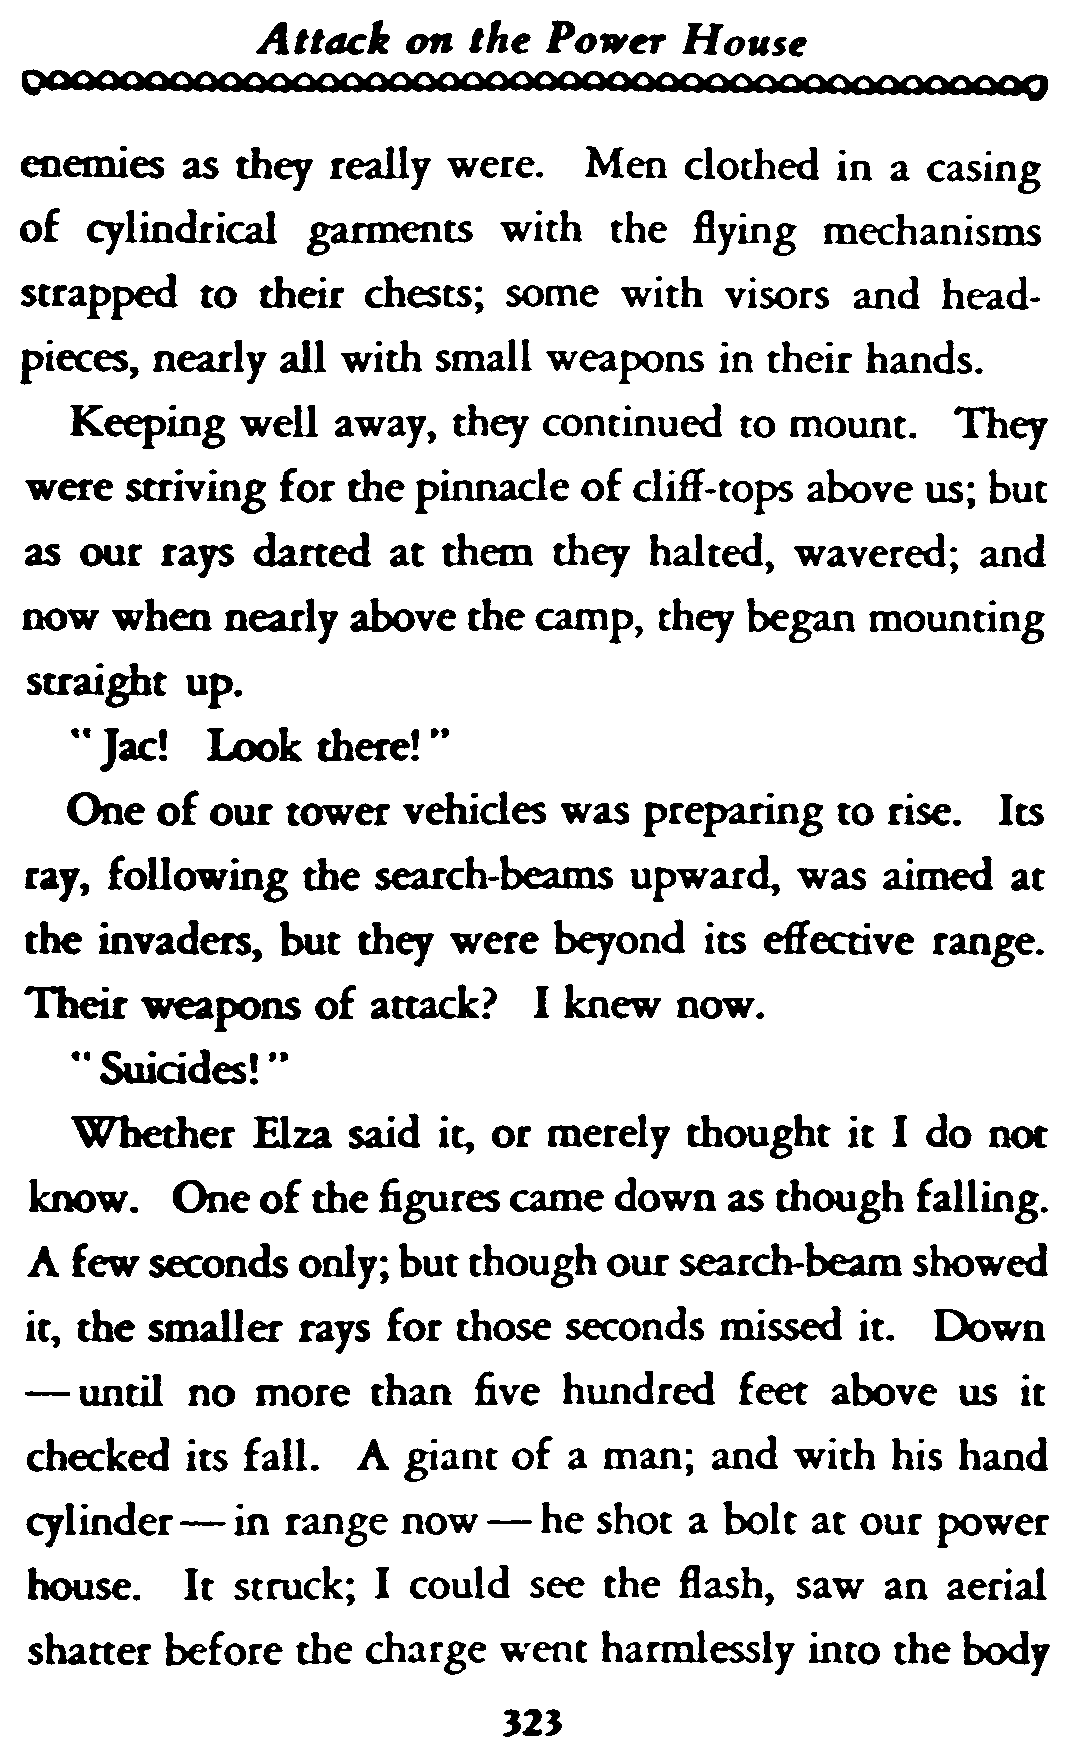 Attack on the Power House
enemies as they really were. Men clothed in a casing
of cylindrical garments with the flying mechanisms
strapped to their chests; some with visors and head-
pieces, nearly all with small weapons in their hands.
Keeping well away, they continued to mount. They
were striving for the pinnacle of cliff-tops above us; but
as our rays darted at them they halted, wavered; and
now when nearly above the camp, they began mounting
straight up.
"Jac! Look there!"
One of our tower vehicles was preparing to rise. Its
ray, following the search-beams upward, was aimed at
the invaders, but they were beyond its effective range.
Their weapons of attack? I knew now.
"Suicides!"
Whether Elza said it, or merely thought it I do not
know. One of the figures came down as though falling.
A few seconds only; but though our search-beam showed
it, the smaller rays for those seconds missed it. Down
—until no more than five hundred feet above us it
checked its fall. A giant of a man; and with his hand
cylinder—in range now—he shot a bolt at our power
house. It struck; I could see the flash, saw an aerial
shatter before the charge went harmlessly into the body
323